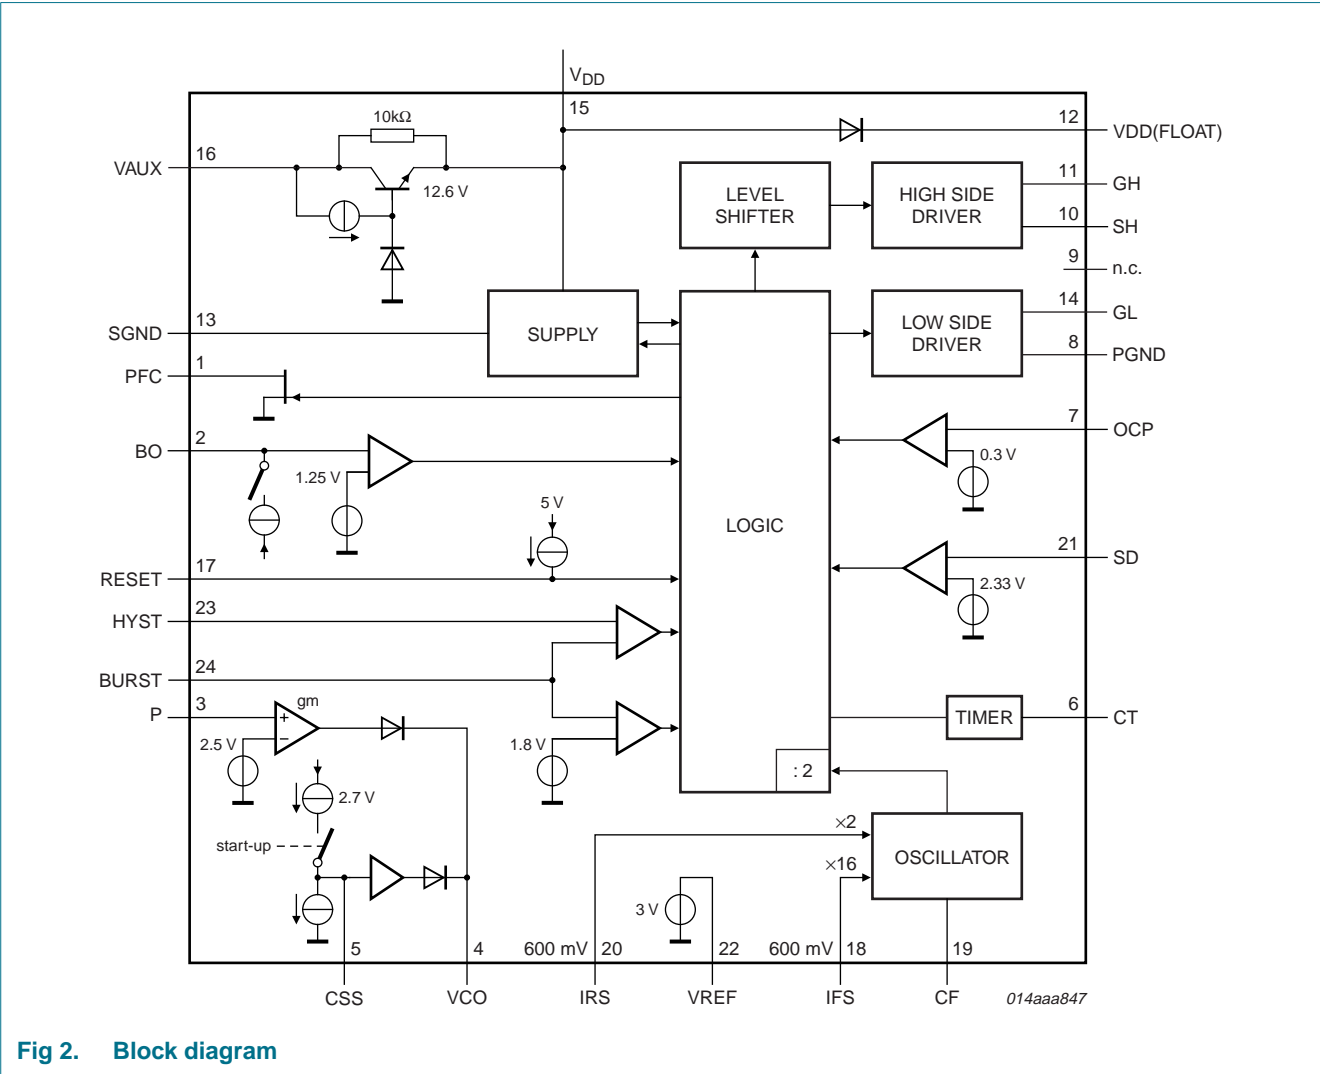 VDD
15
10kΩ
12
VDD(FLOAT)
16
VAUX
12.6 V
LEVEL
SHIFTER
HIGH SIDE
DRIVER
11
GH
10
SH
9
n.c.
13
SGND
SUPPLY
LOW SIDE
DRIVER
14
GL
8
PGND
1
PFC
2
BO
1.25 V
7
OCP
0.3 V
5 V
LOGIC
17
RESET
21
SD
2.33 V
23
HYST
24
BURST
3
P
gm
+
−
2.5 V
1.8 V
TIMER
6
CT
: 2
2.7 V
start-up
×2
×16
OSCILLATOR
3 V
5
4
600 mV 20
22
600 mV 18
19
CSS
VCO
IRS
VREF
IFS
CF
014aaa847
Fig 2. Block diagram